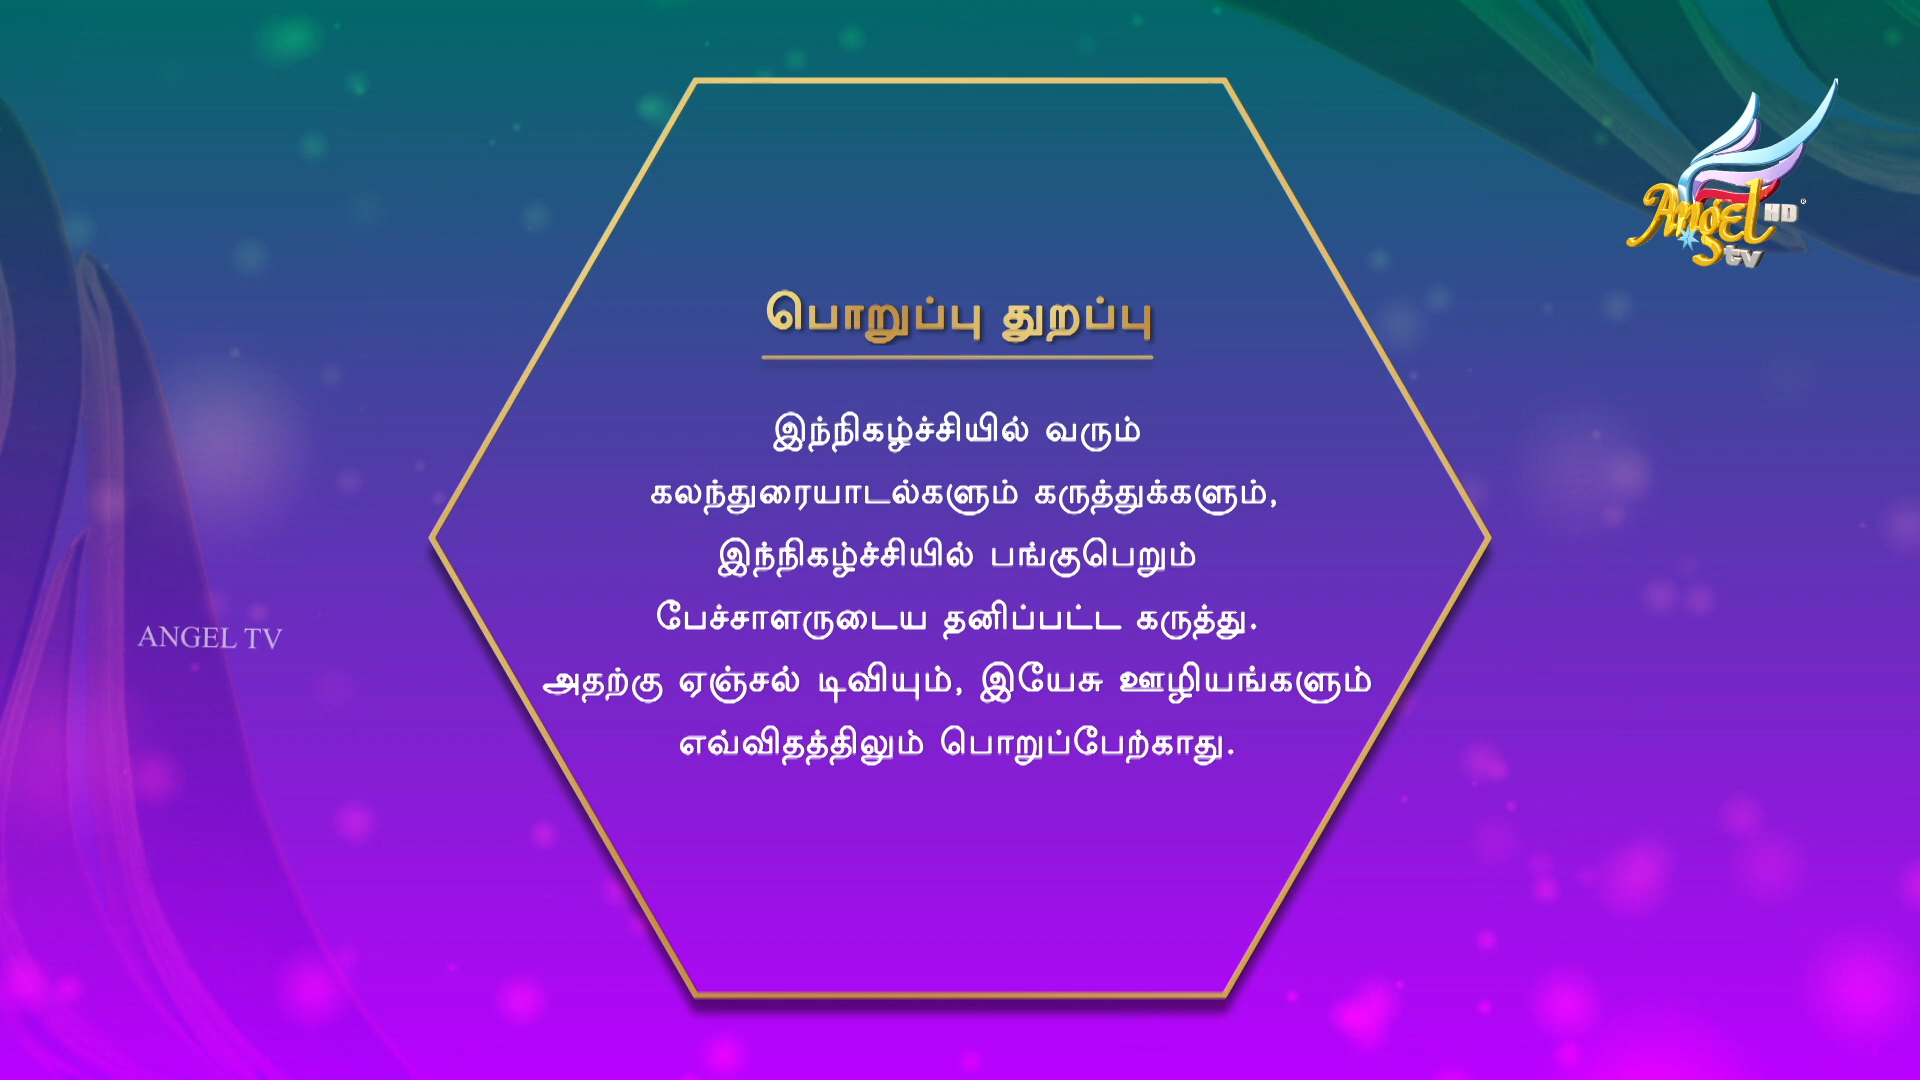 Angel HD
tv
பொறுப்பு துறப்பு
இந்நிகழ்ச்சியில் வரும்
கலந்துரையாடல்களும் கருத்துக்களும்,
இந்நிகழ்ச்சியில் பங்குபெறும்
பேச்சாளருடைய தனிப்பட்ட கருத்து.
அதற்கு ஏஞ்சல் டிவியும், இயேசு ஊழியங்களும்
எவ்விதத்திலும் பொறுப்பேற்காது.
ANGEL TV